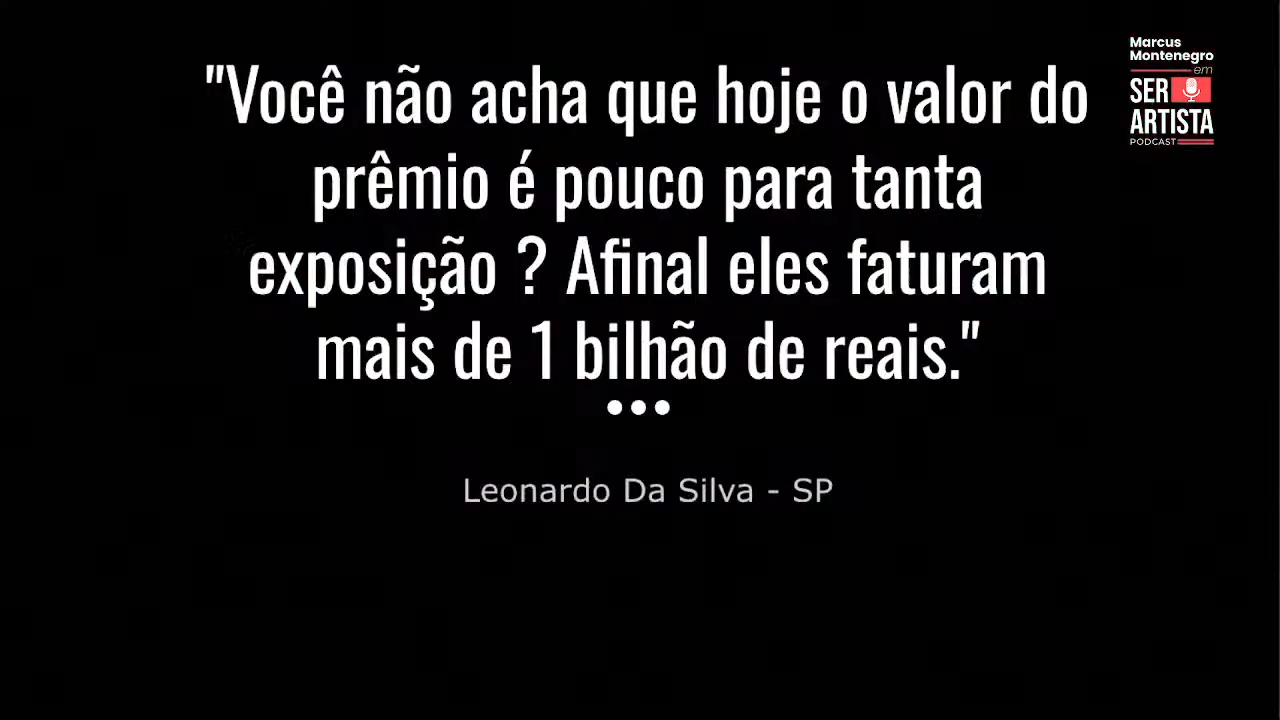 "Você não acha que hoje o valor do
prêmio é pouco para tanta
exposição ? Afinal eles faturam
mais de 1 bilhão de reais."
Leonardo Da Silva - SP
Marcus
Montenegro
em
SER
ARTISTA
PODCAST